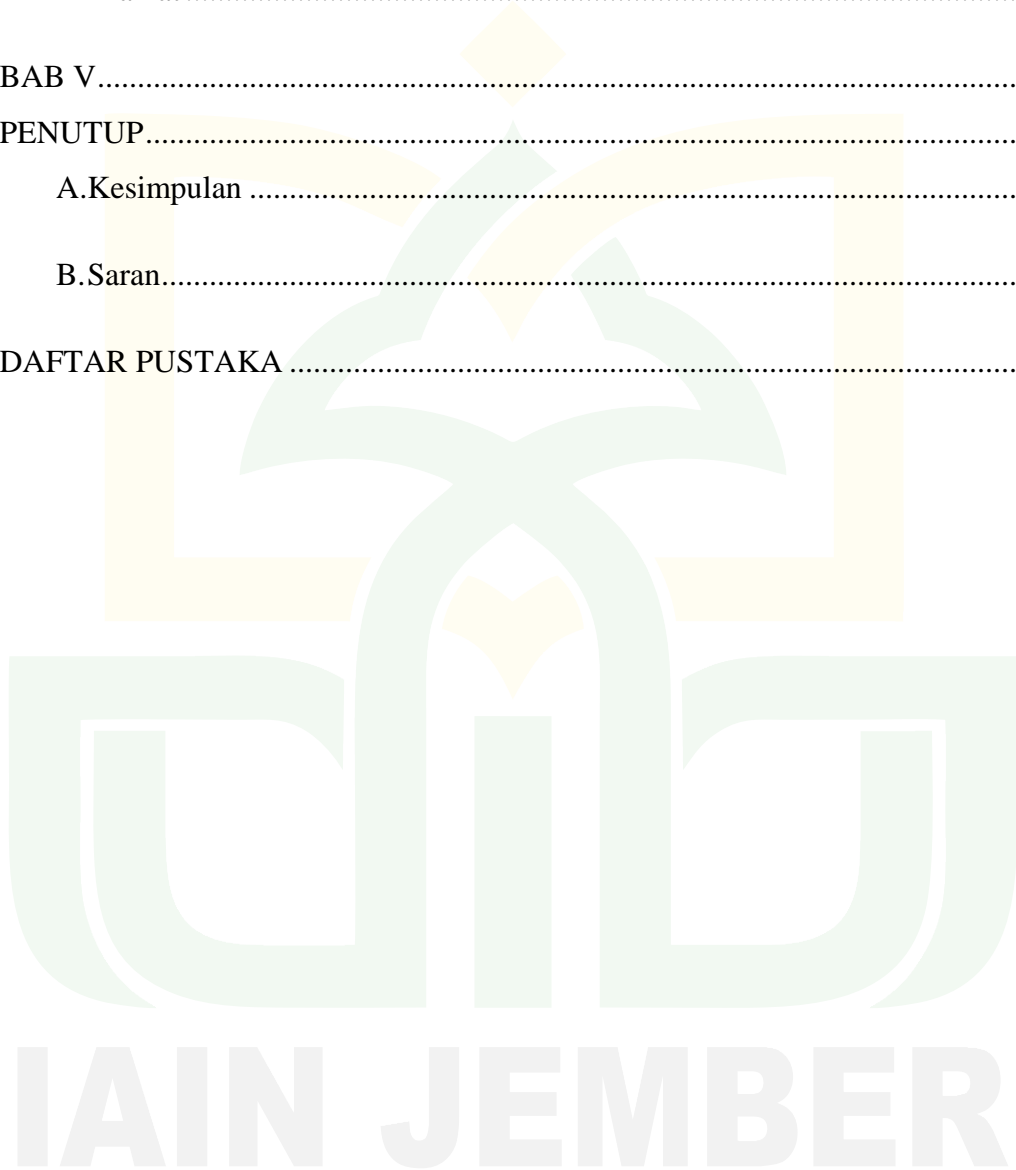 BAB V....................................................................................................................
PENUTUP..............................................................................................................
A.Kesimpulan ................................................................................................
B.Saran...........................................................................................................
DAFTAR PUSTAKA ...........................................................................................
IAIN JEMBER